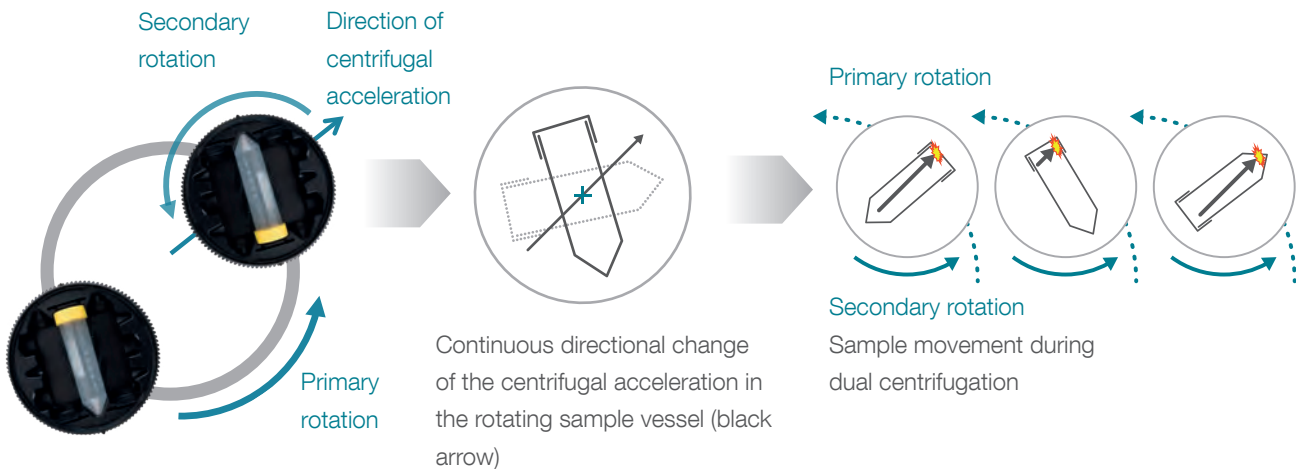 Secondary
rotation
Direction of
centrifugal
acceleration
Primary
rotation
Continuous directional change
of the centrifugal acceleration in
the rotating sample vessel (black
arrow)
Primary rotation
Secondary rotation
Sample movement during
dual centrifugation